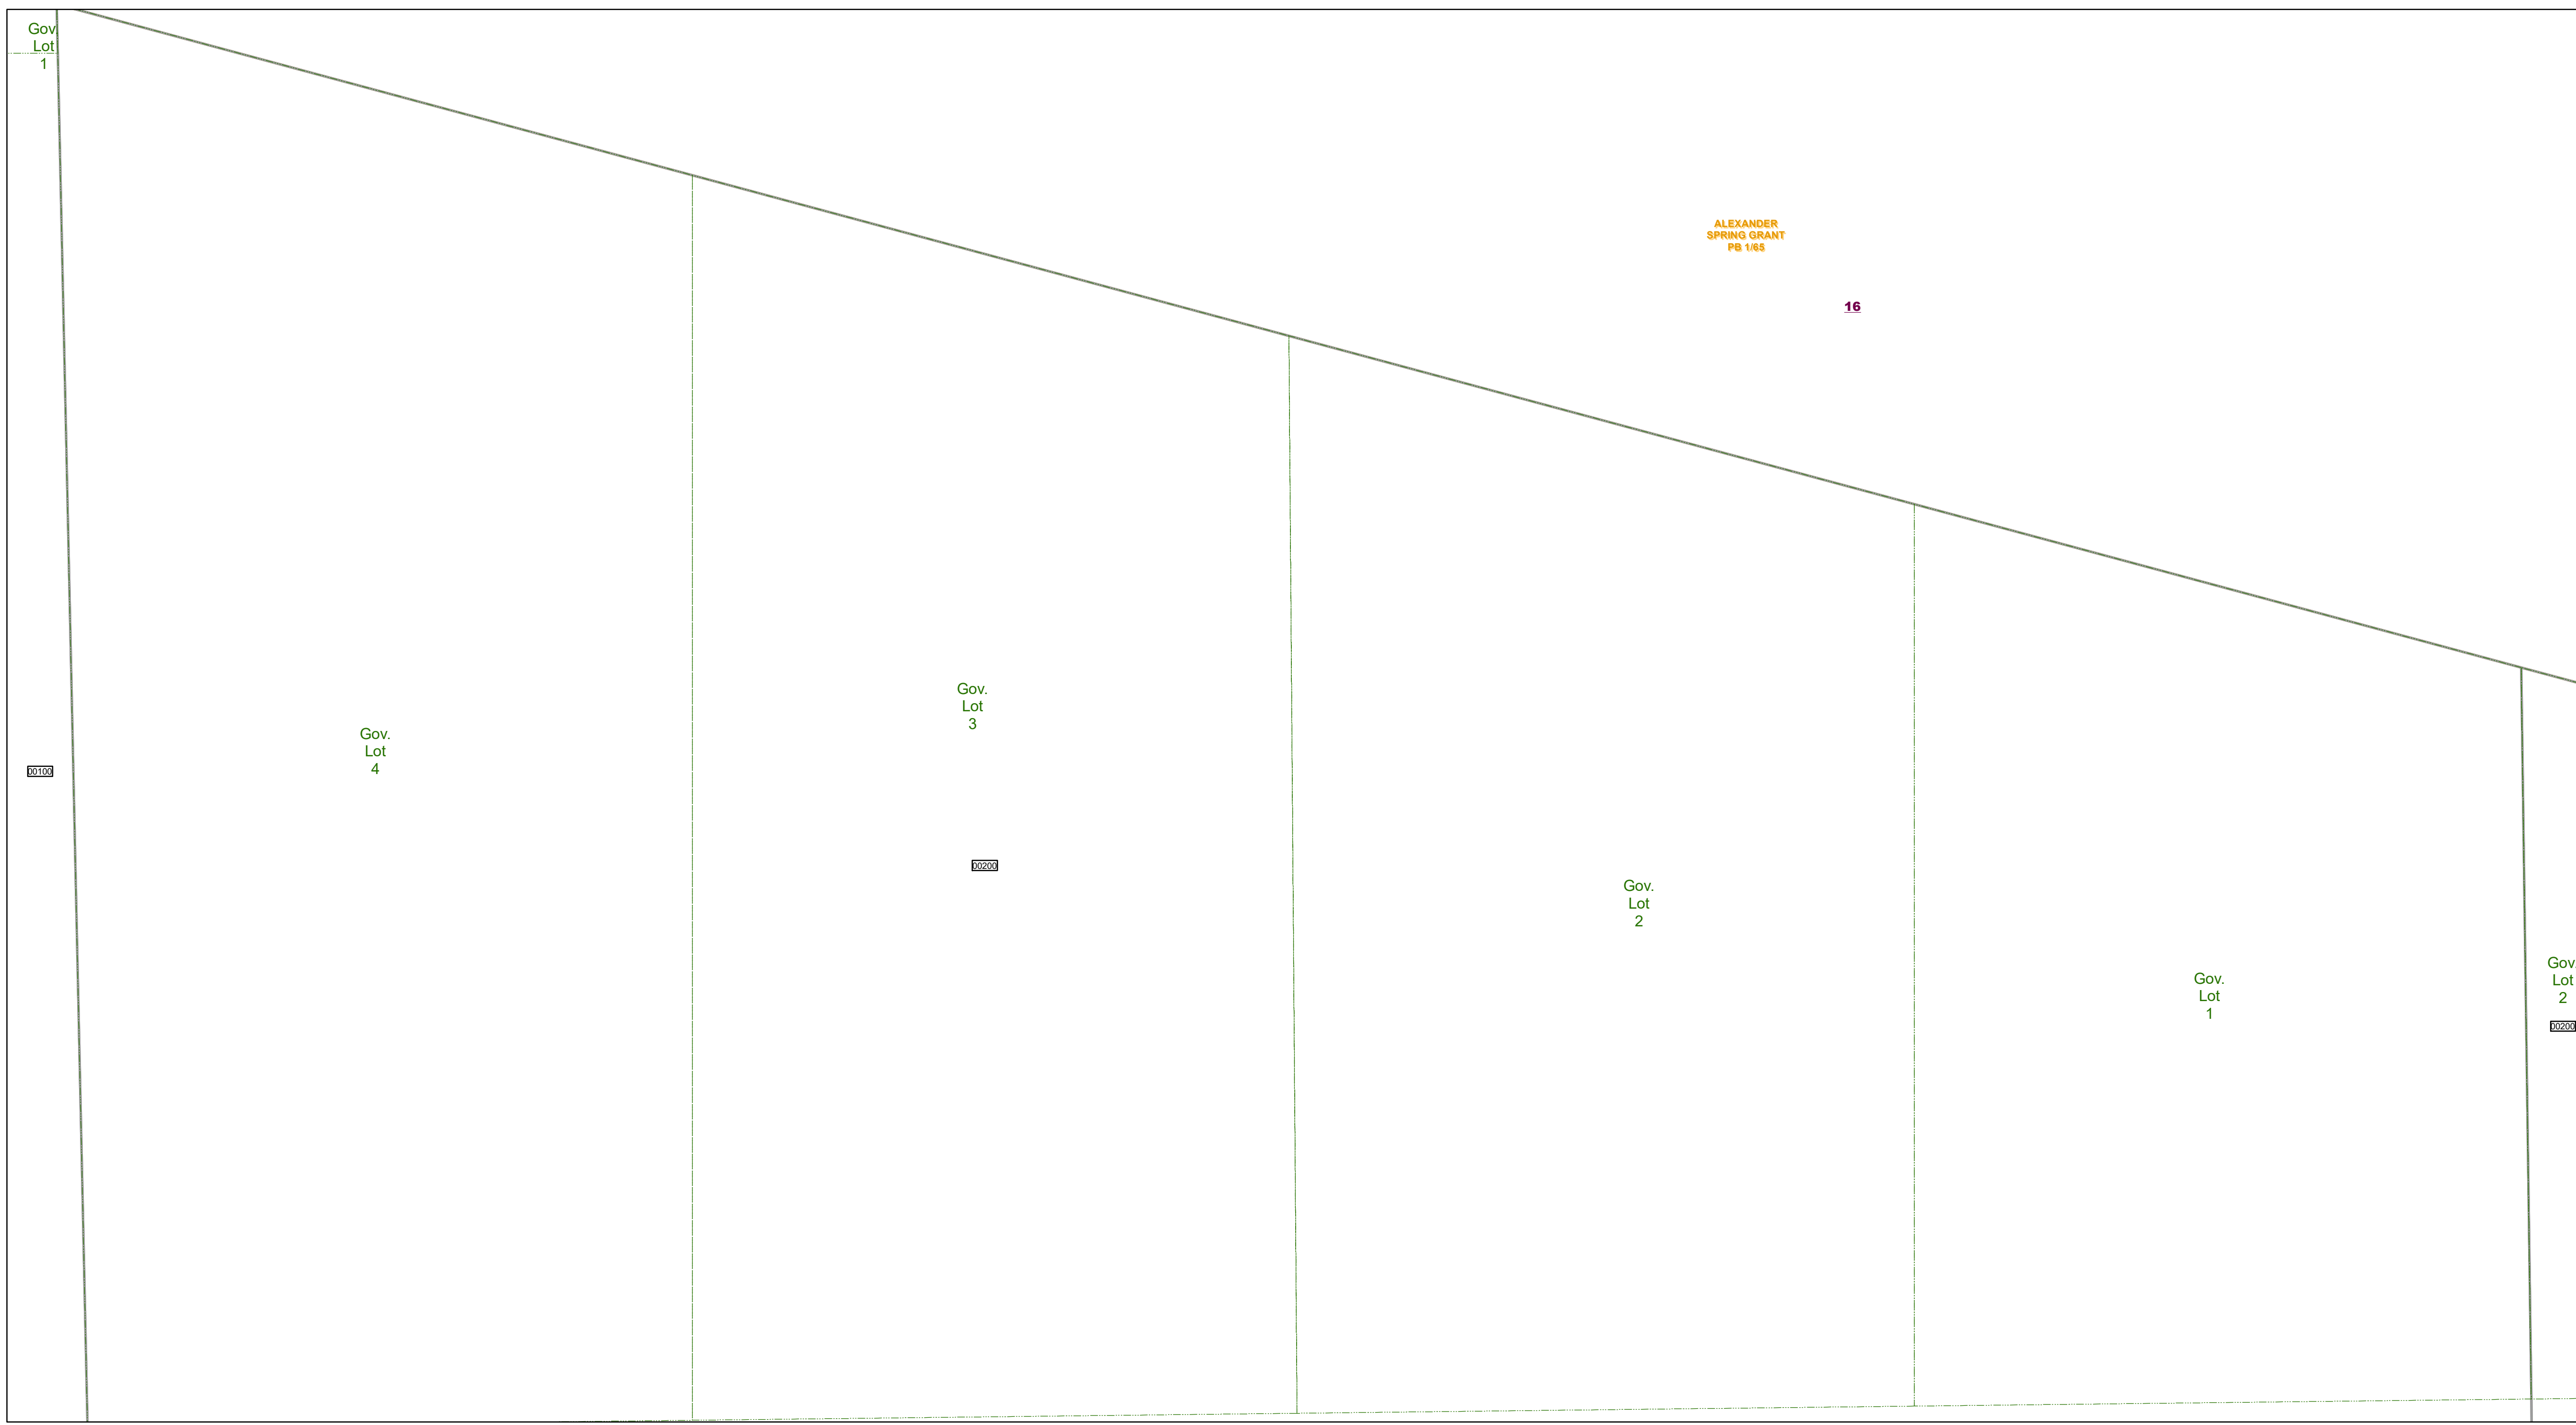 Gov.
Lot
1
ALEXANDER
SPRING GRANT
PB 1/65
16
Gov.
Lot
3
Gov.
Lot
4
00100
00200
Gov.
Lot
2
Gov.
Lot
1
Gov.
Lot
2
00200